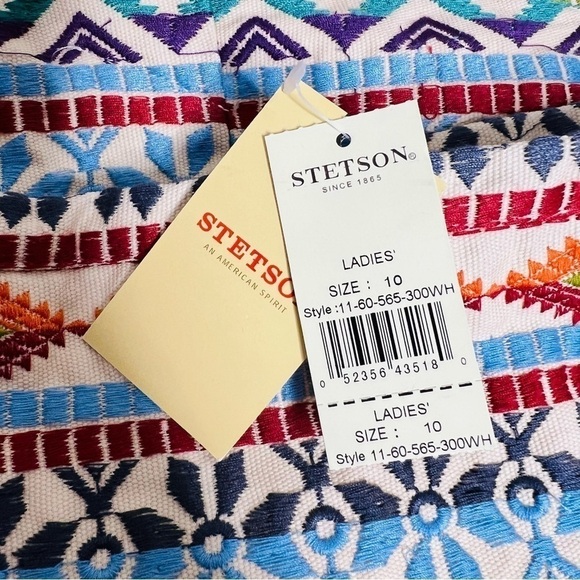 STETSON
AN AMERICAN SPIRIT
STETSON®
SINCE 1865
LADIES'
SIZE : 10
Style :11-60-565-300WH
0 52356 43518 0
LADIES'
SIZE : 10
Style 11-60-565-300WH